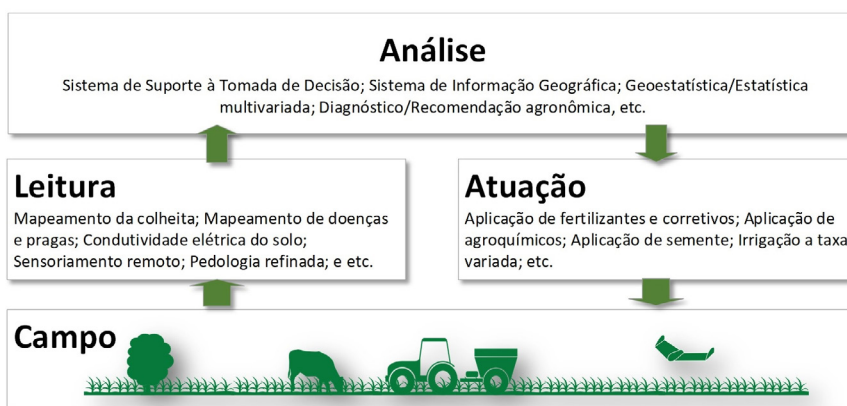 Análise
Sistema de Suporte à Tomada de Decisão; Sistema de Informação Geográfica; Geoestatística/Estatística
multivariada; Diagnóstico/Recomendação agronômica, etc.
Leitura
Mapeamento da colheita; Mapeamento de doenças
e pragas; Condutividade elétrica do solo;
Sensoriamento remoto; Pedologia refinada; e etc.
Atuação
Aplicação de fertilizantes e corretivos; Aplicação de
agroquímicos; Aplicação de semente; Irrigação a taxa
variada; etc.
Campo